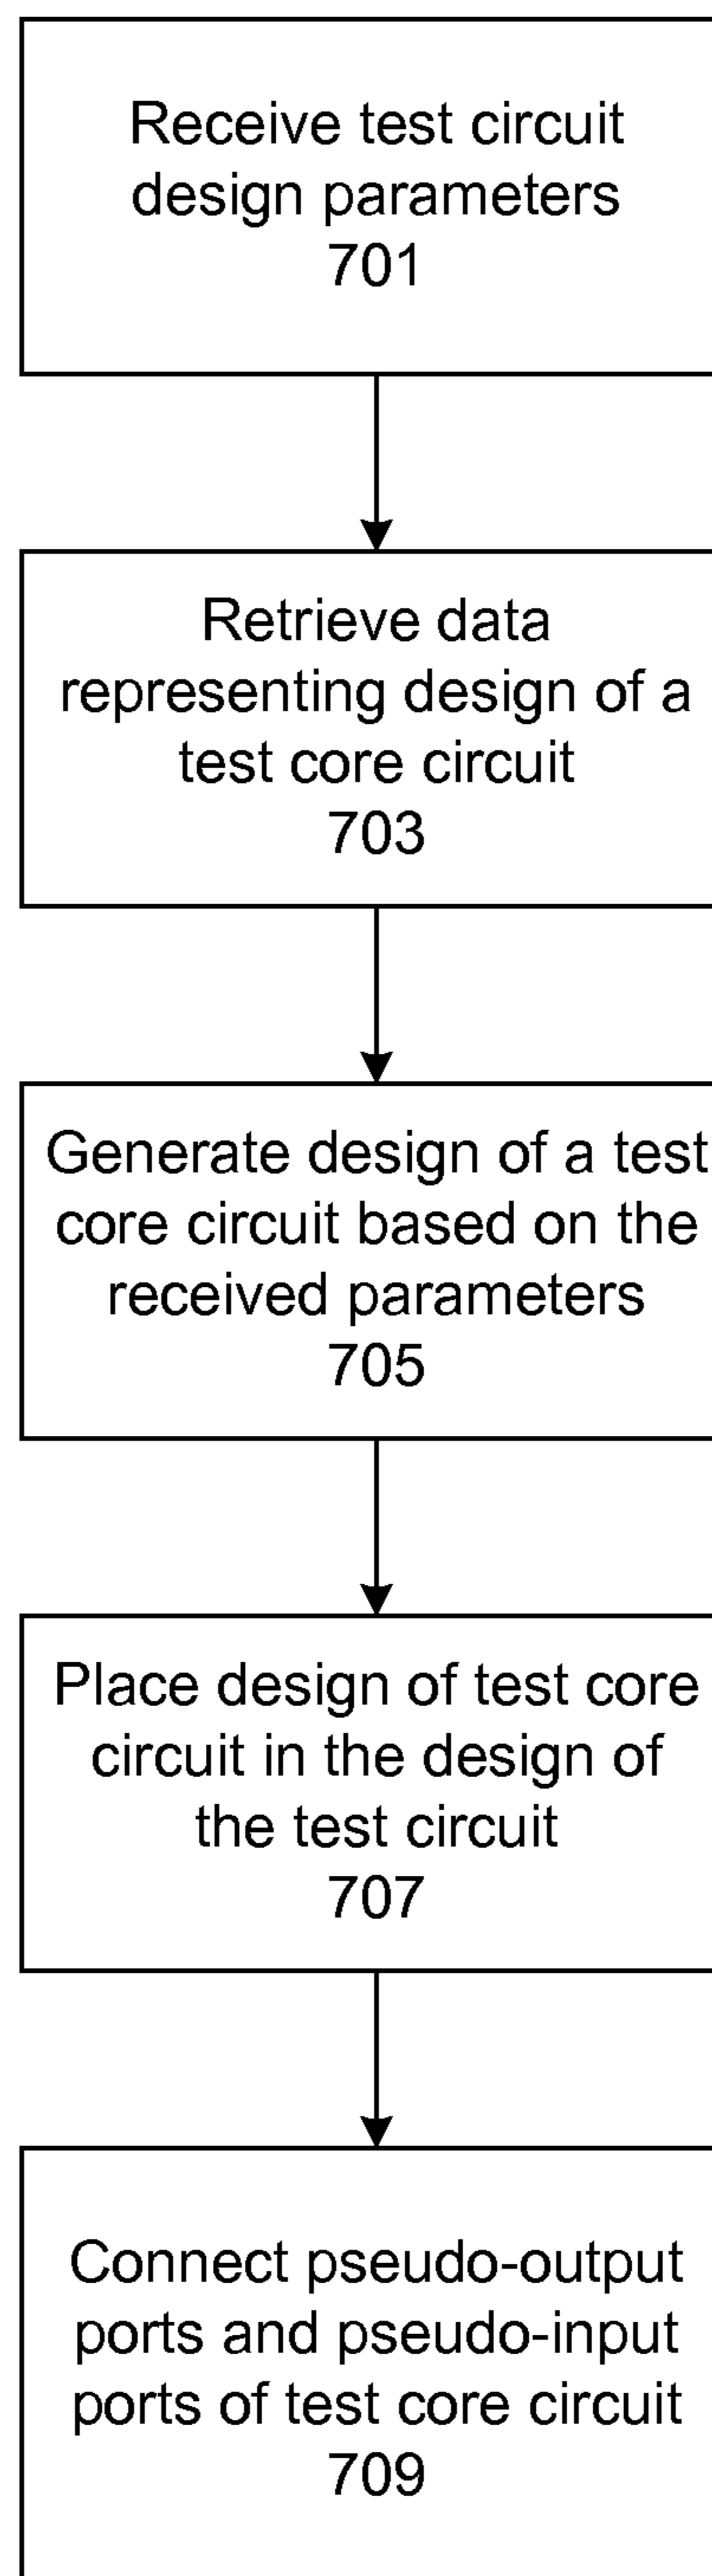 Receive test circuit
design parameters
701
Retrieve data
representing design of a
test core circuit
703
Generate design of a test
core circuit based on the
received parameters
705
Place design of test core
circuit in the design of
the test circuit
707
Connect pseudo-output
ports and pseudo-input
ports of test core circuit
709